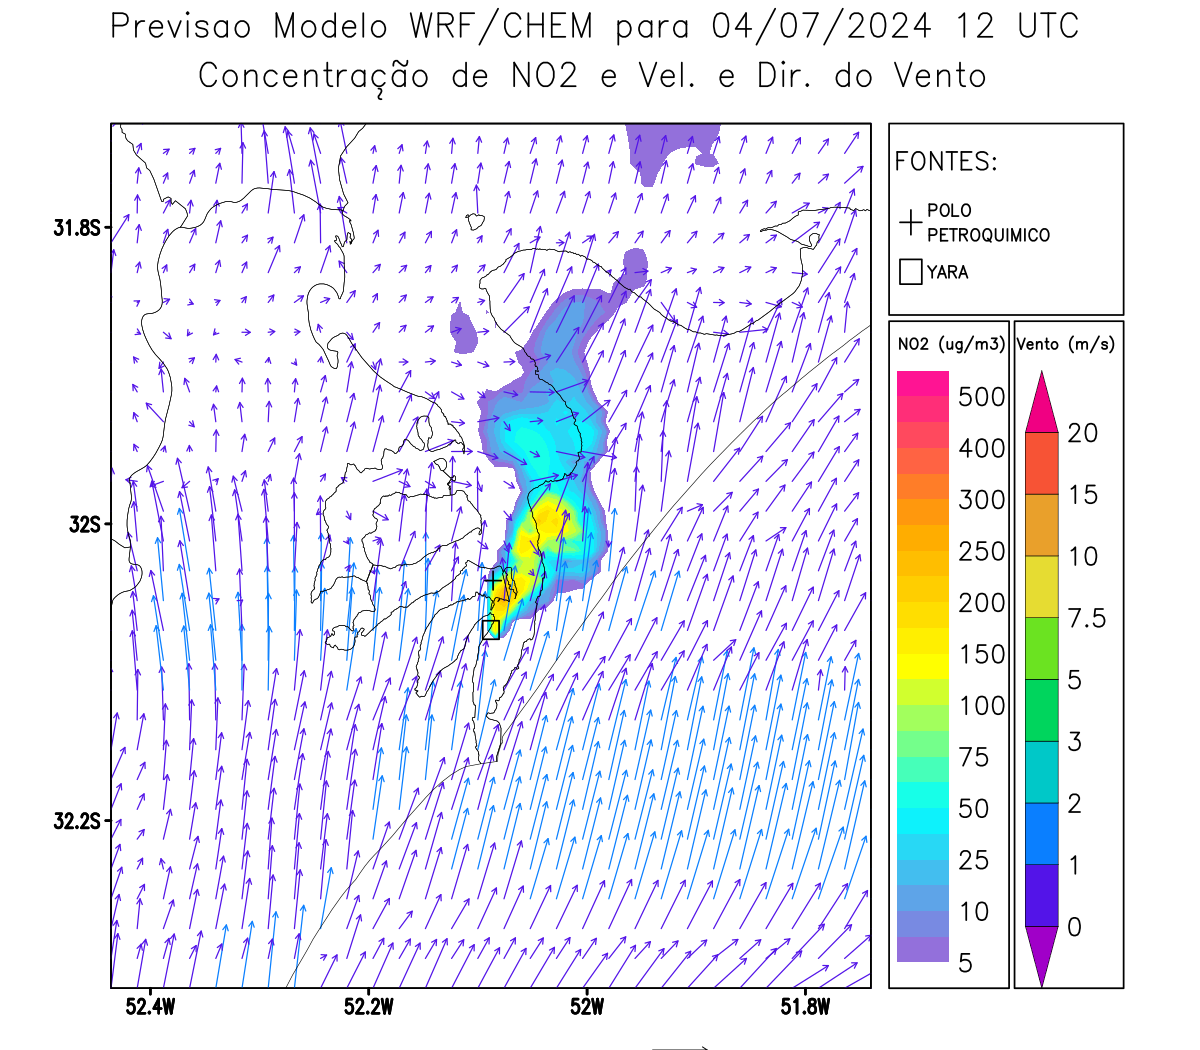 Previsao Modelo WRF/CHEM para 04/07/2024 12 UTC
Concentração de NO2 e Vel. e Dir. do Vento
FONTES:
POLO
PETROQUIMICO
YARA
NO2 (ug/m3)
500
400
300
250
200
150
100
75
50
25
10
5
Vento (m/s)
20
15
10
7.5
5
3
2
1
0
31.8S
32S
32.2S
52.4W 52.2W 52W 51.8W